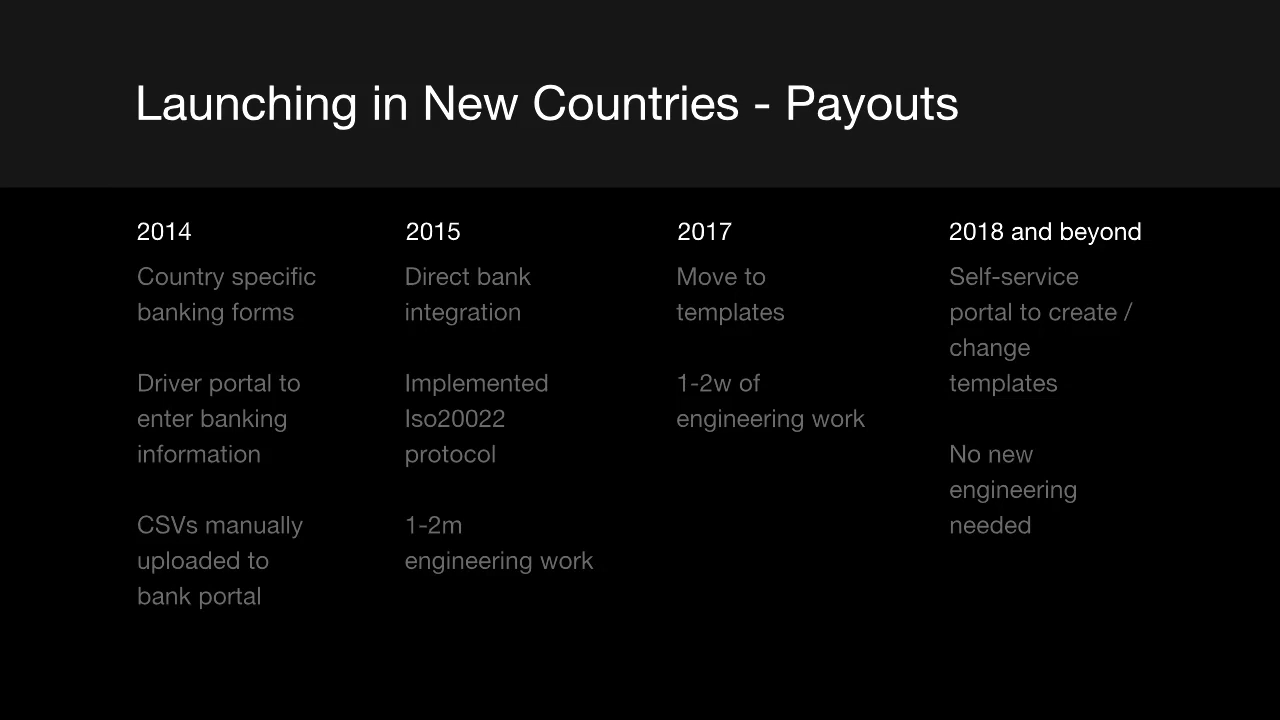 Launching in New Countries - Payouts
2014
Country specific
banking forms
Driver portal to
enter banking
information
CSVs manually
uploaded to
bank portal
2015
Direct bank
integration
Implemented
Iso20022
protocol
1-2m
engineering work
2017
Move to
templates
1-2w of
engineering work
2018 and beyond
Self-service
portal to create /
change
templates
No new
engineering
needed